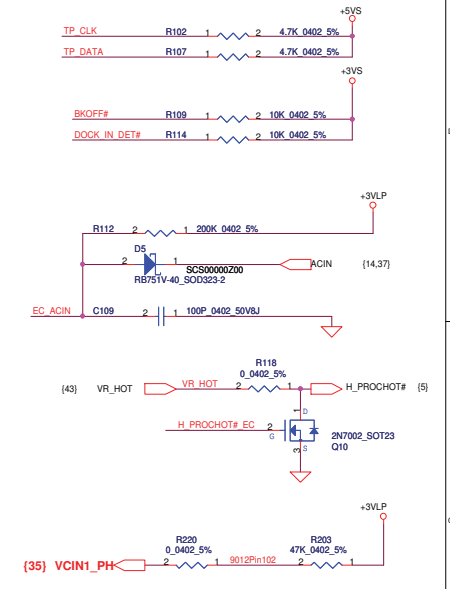 +5VS
TP_CLK R102 1 2 4.7K_0402_5%
TP_DATA R107 1 2 4.7K_0402_5%
+3VS
BKOFF# R109 1 2 10K_0402_5%
DOCK_IN_DET# R114 1 2 10K_0402_5%
+3VLP
R112 2 1 200K_0402_5%
D5
2 1 ACIN {14,37}
SCS00000Z00
RB751V-40_SOD323-2
EC_ACIN C109 2 1 100P_0402_50V8J
R118
0_0402_5%
{43} VR_HOT VR_HOT 2 1 H_PROCHOT# {5}
1 D
H_PROCHOT#_EC 2 G
2N7002_SOT23
Q10
3 S
+3VLP
R220 R203
0_0402_5% 47K_0402_5%
{35} VCIN1_PH 2 1 9012Pin102 2 1